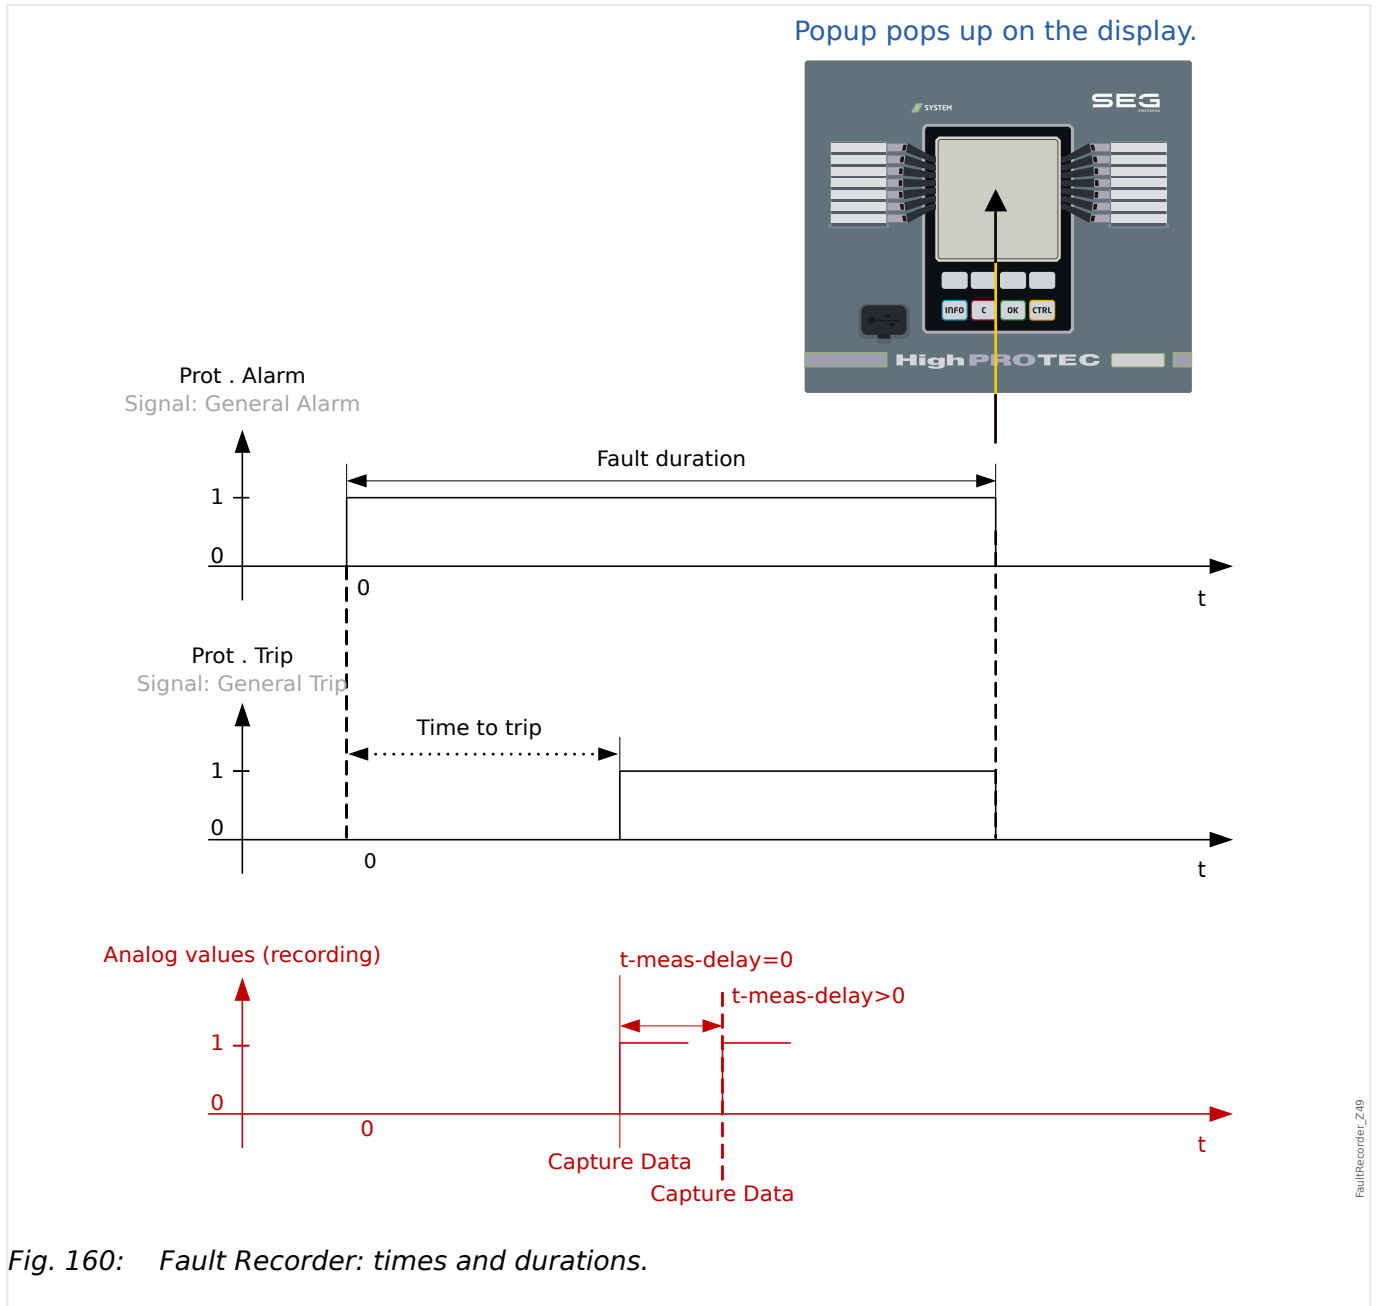 Popup pops up on the display.
SYSTEM
SEG
electronics
INFO
C
OK
CTRL
HighPROTEC
Prot . Alarm
Signal: General Alarm
Fault duration
1
0
0
t
Prot . Trip
Signal: General Trip
Time to trip
1
0
0
t
Analog values (recording)
t-meas-delay=0
t-meas-delay>0
1
0
0
t
Capture Data
Capture Data
FaultRecorder_Z49
Fig. 160: Fault Recorder: times and durations.